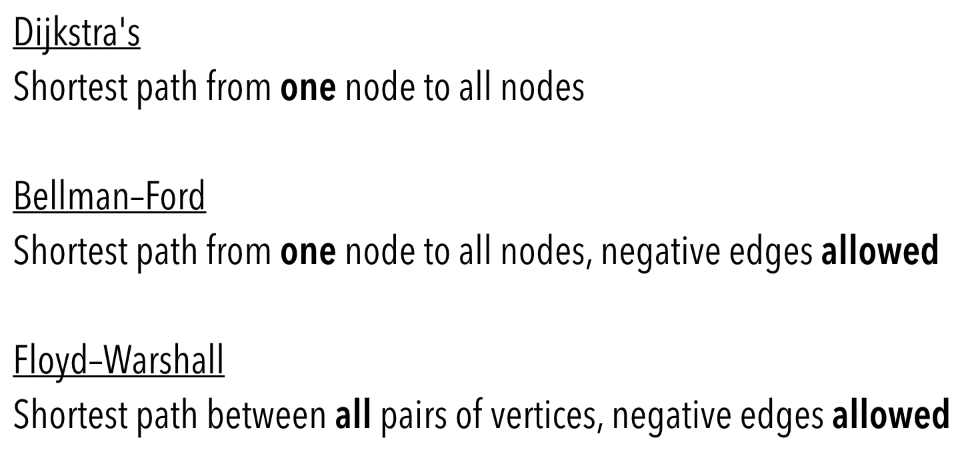 Dijkstra's
Shortest path from one node to all nodes
Bellman–Ford
Shortest path from one node to all nodes, negative edges allowed
Floyd–Warshall
Shortest path between all pairs of vertices, negative edges allowed